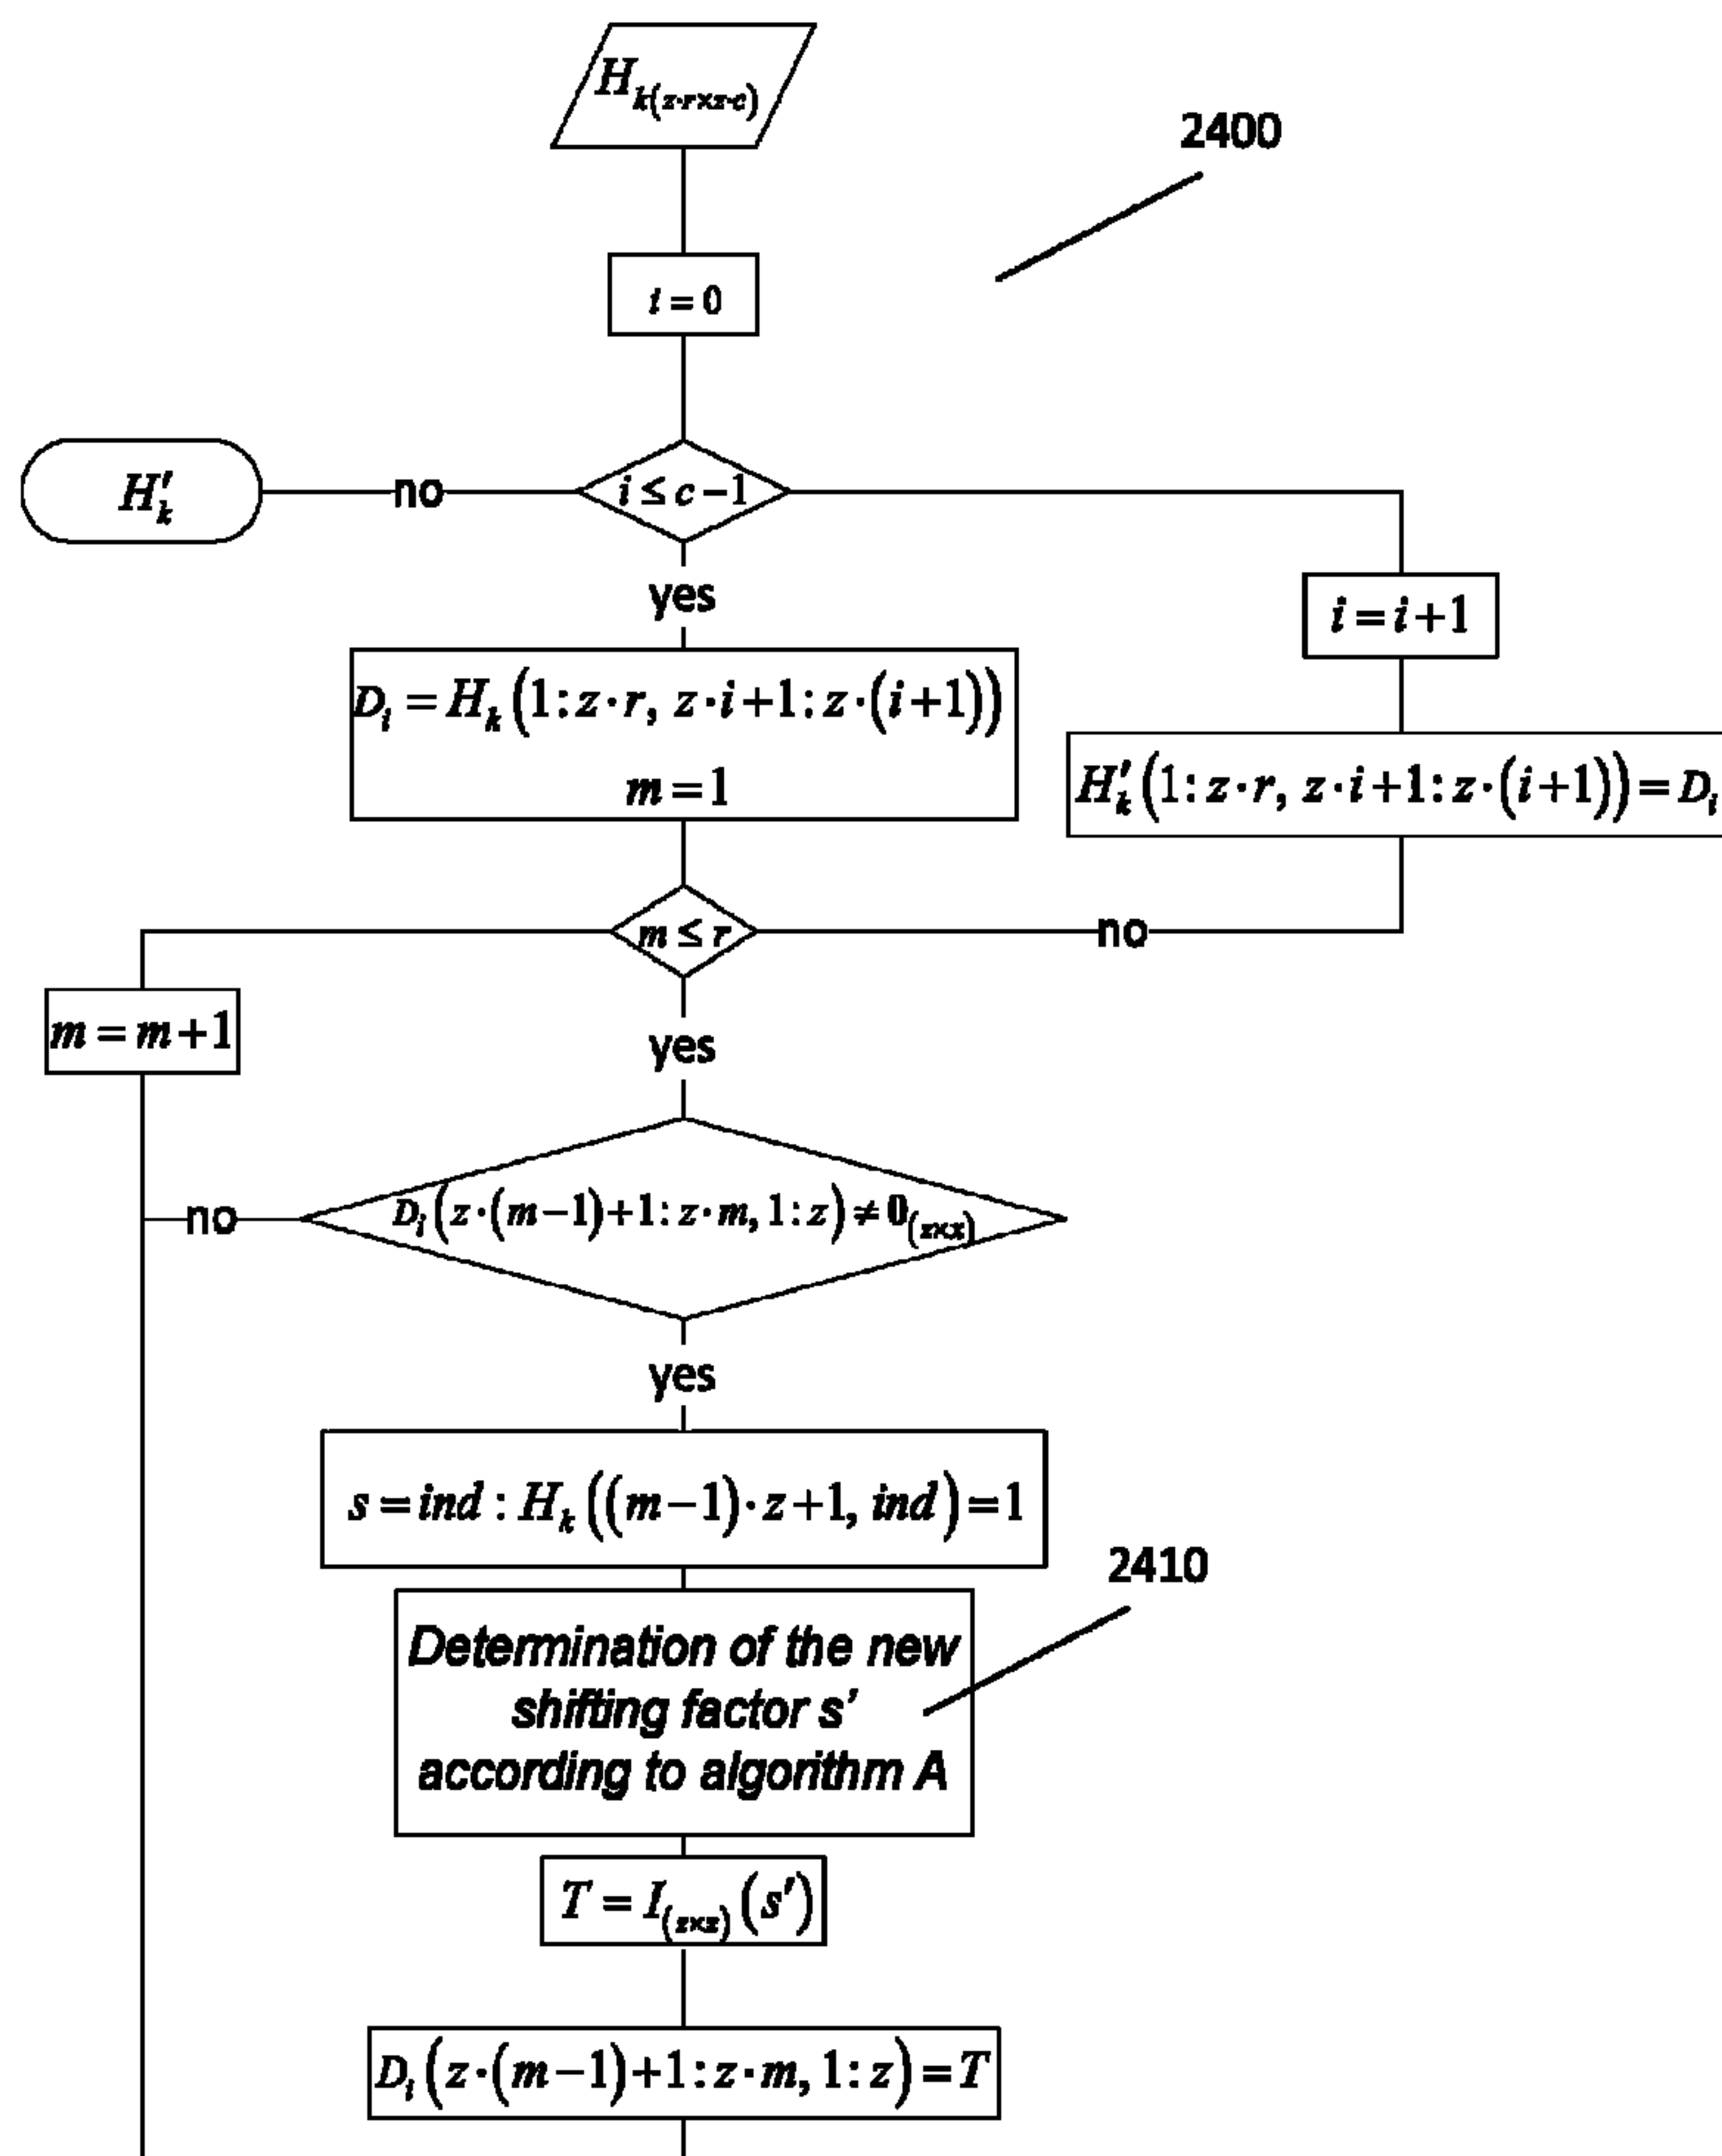 H_{k(z·r×z·c)}
2400
i = 0
H'_k
no
i ≤ c − 1
yes
i = i + 1
D_i = H_k (1 : z·r, z·i + 1 : z·(i + 1))
m = 1
H'_k (1 : z·r, z·i + 1 : z·(i + 1)) = D_i
m ≤ r
no
m = m + 1
yes
no
D_i (z·(m − 1) + 1 : z·m, 1 : z) ≠ 0_{(z×z)}
yes
s = ind : H_k ((m − 1)·z + 1, ind) = 1
2410
Determination of the new
shifting factor s'
according to algorithm A
T = I_{(z×z)} (s')
D_i (z·(m − 1) + 1 : z·m, 1 : z) = T